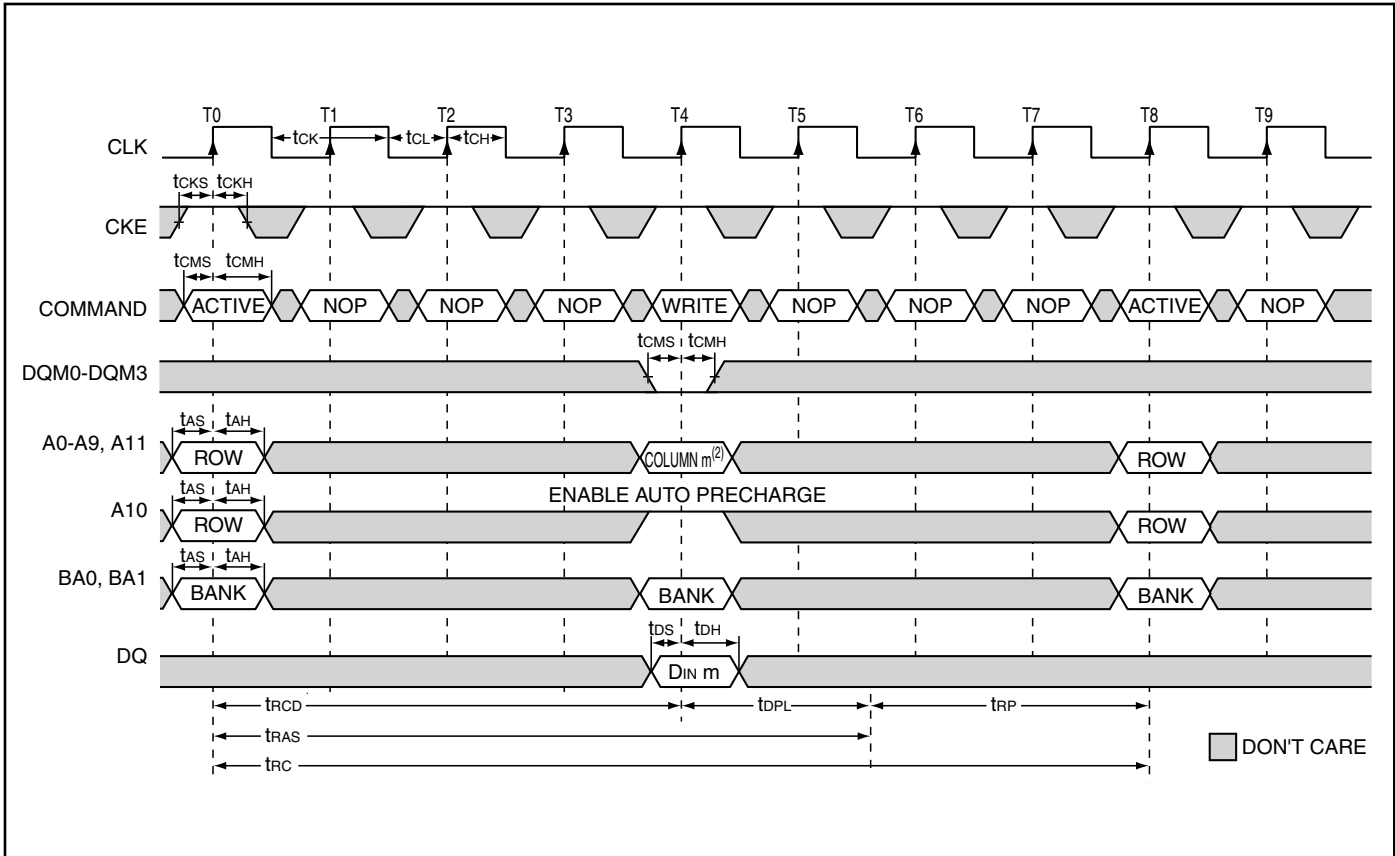 T0 T1 T2 T3 T4 T5 T6 T7 T8 T9
CLK tCK tCL tCH
tCKS tCKH
CKE
tCMS tCMH
COMMAND ACTIVE NOP NOP NOP WRITE NOP NOP NOP ACTIVE NOP
tCMS tCMH
DQM0-DQM3
tAS tAH
A0-A9, A11 ROW COLUMN m(2) ROW
tAS tAH ENABLE AUTO PRECHARGE
A10 ROW ROW
tAS tAH
BA0, BA1 BANK BANK BANK
tDS tDH
DQ DIN m
tRCD tDPL tRP
tRAS
DON'T CARE
tRC